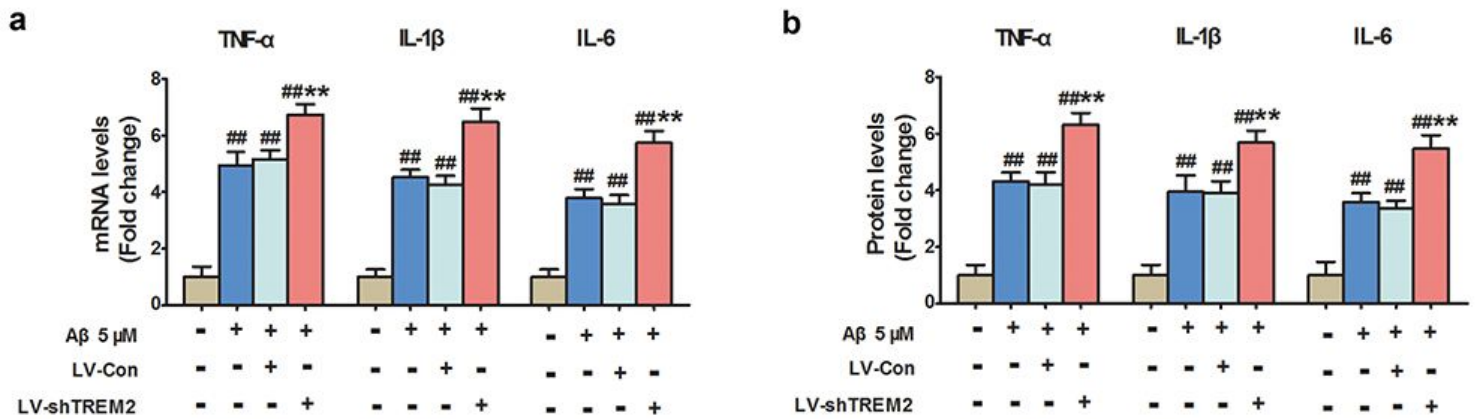 a
TNF-α IL-1β IL-6
mRNA levels
(Fold change)
8
6
4
2
0
## ## ##**
## ## ##**
## ## ##**
Aβ 5 µM - + + + - + + + - + + +
LV-Con - - + - - - + - - - + -
LV-shTREM2 - - - + - - - + - - - +
b
TNF-α IL-1β IL-6
Protein levels
(Fold change)
8
6
4
2
0
## ## ##**
## ## ##**
## ## ##**
Aβ 5 µM - + + + - + + + - + + +
LV-Con - - + - - - + - - - + -
LV-shTREM2 - - - + - - - + - - - +